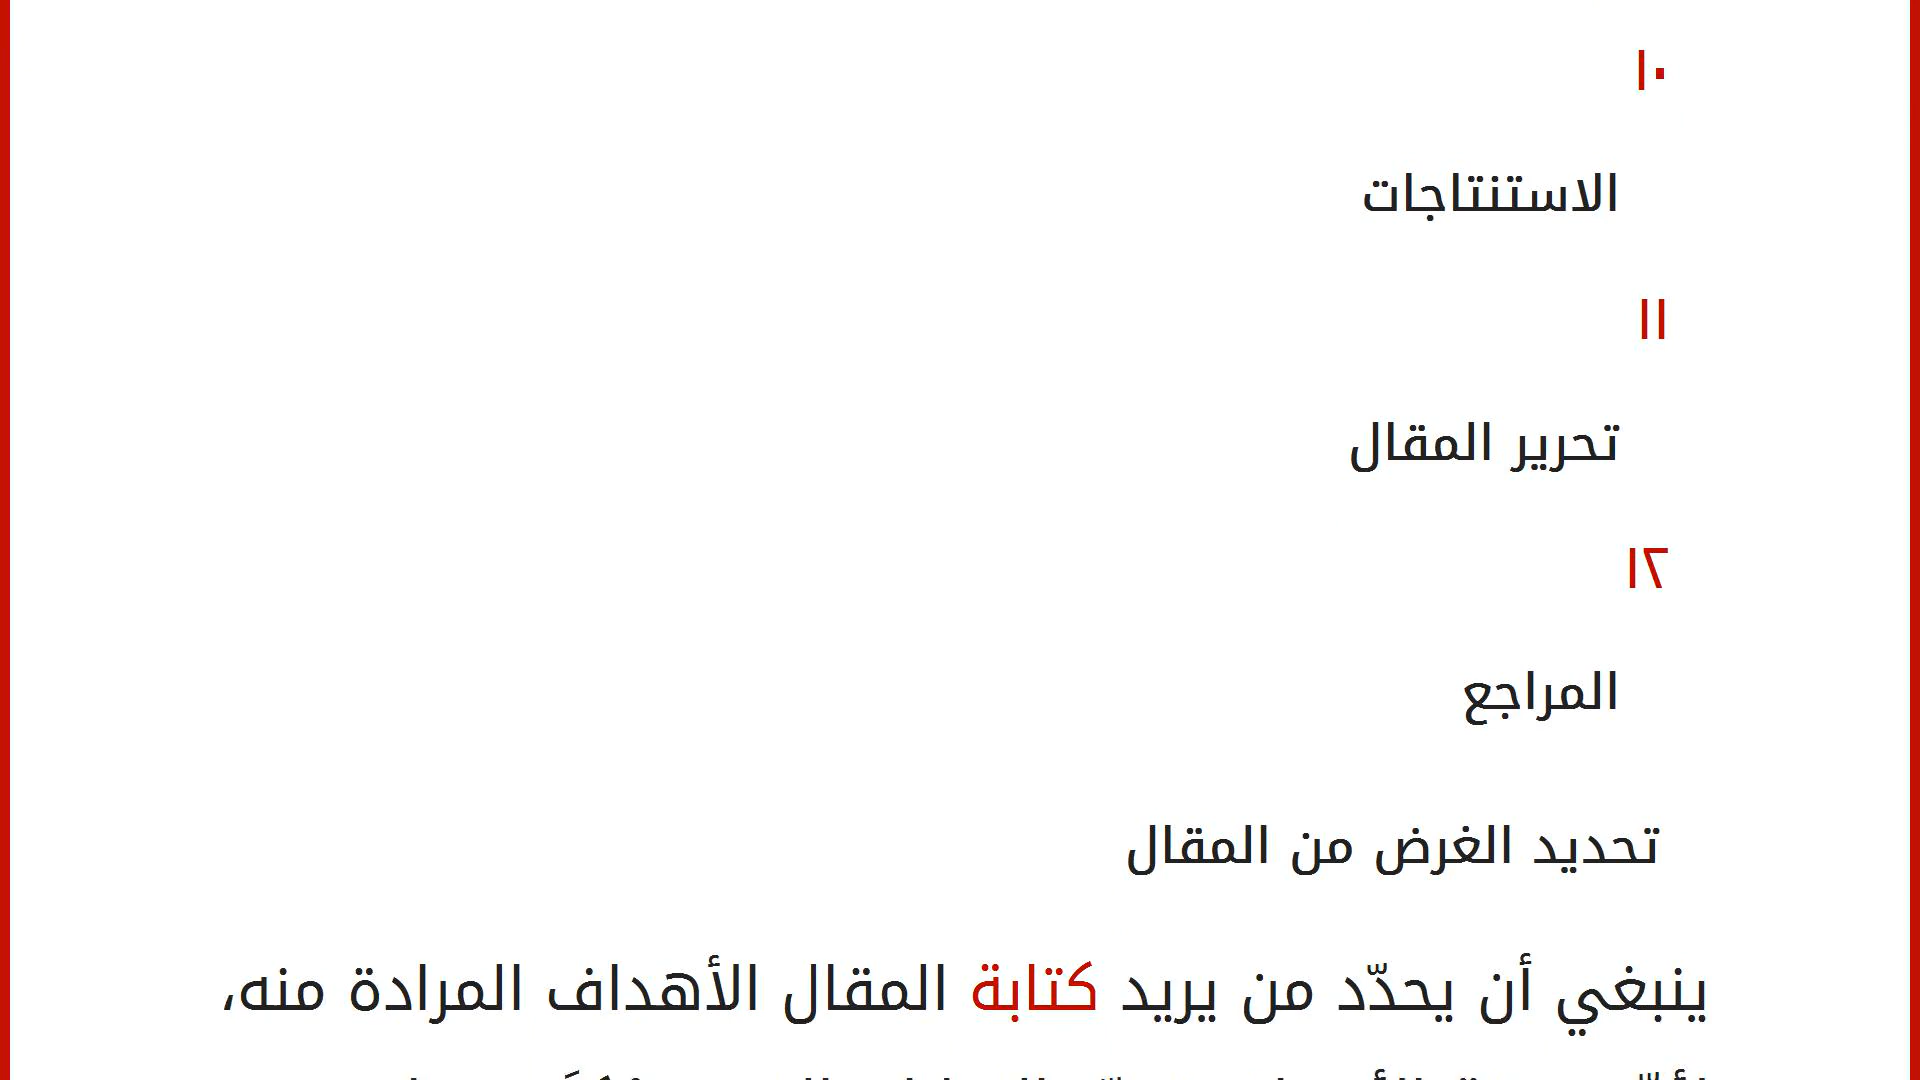 ١٠
الاستنتاجات
١١
تحرير المقال
١٢
المراجع
تحديد الغرض من المقال
ينبغي أن يحدّد من يريد كتابة المقال الأهداف المرادة منه،